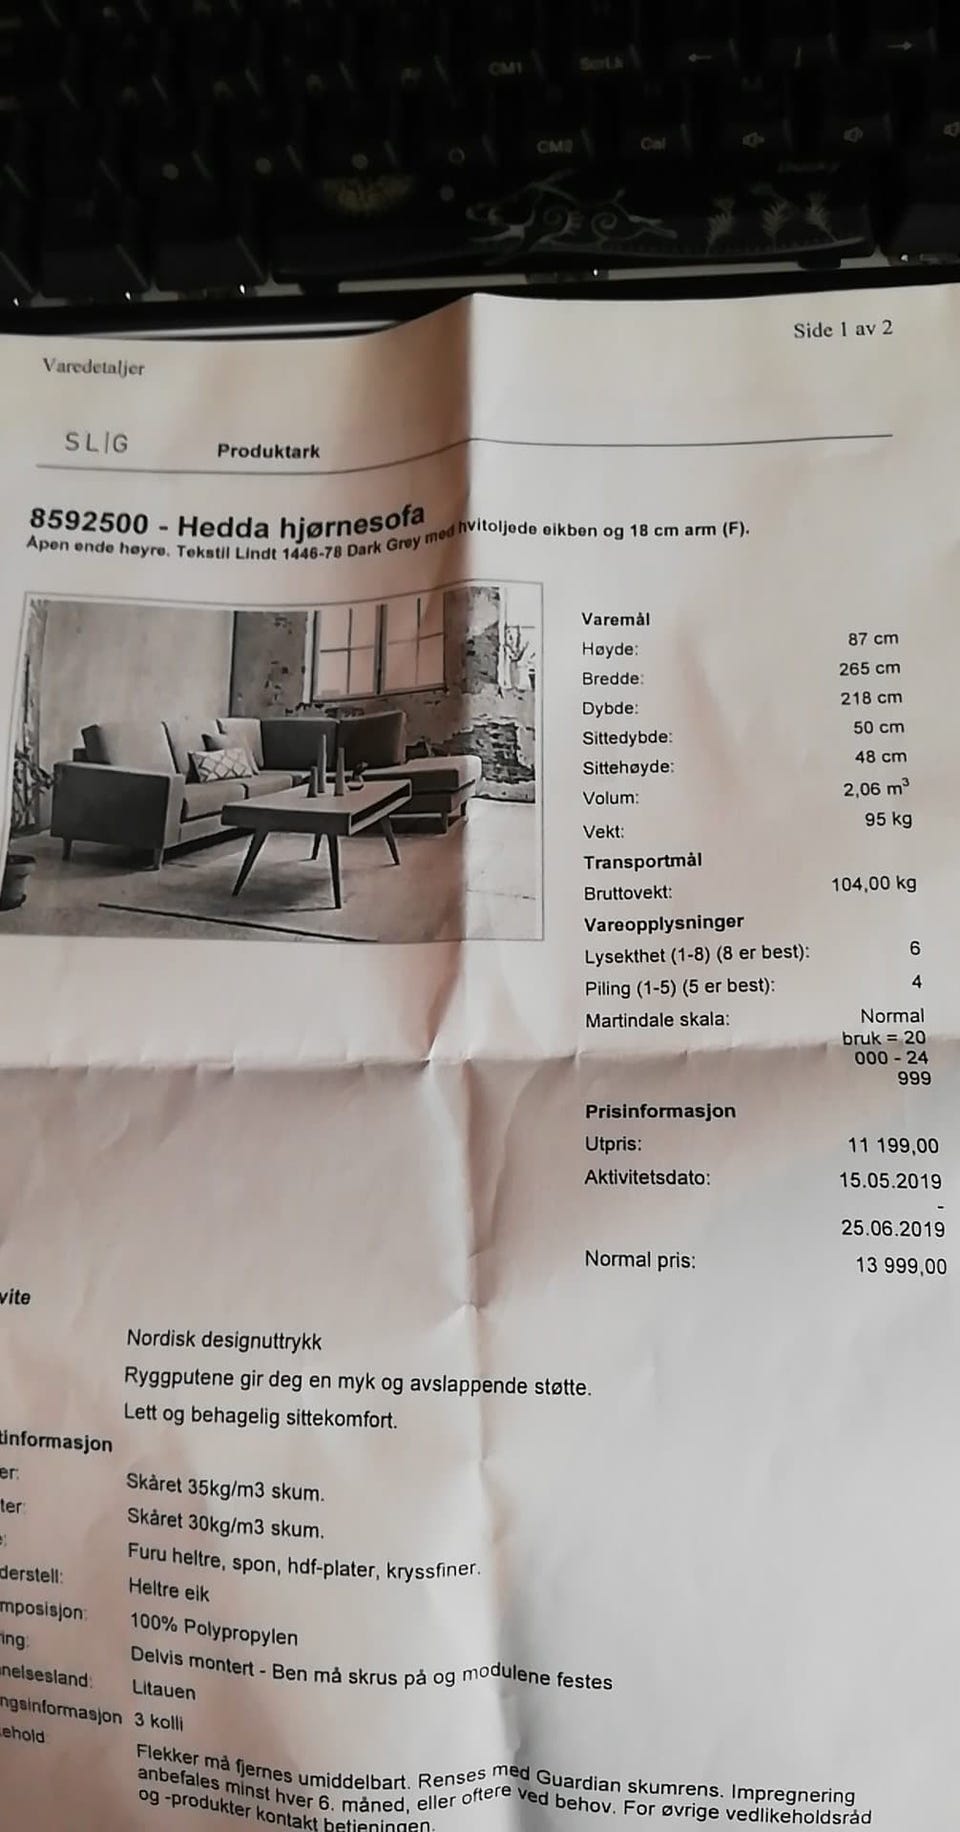 CM1 ScrLk ← / →
CM2 Cal
Side 1 av 2
Varedetaljer
SL|G Produktark
8592500 - Hedda hjørnesofa
Åpen ende høyre. Tekstil Lindt 1446-78 Dark Grey med hvitoljede eikben og 18 cm arm (F).
Varemål
Høyde: 87 cm
Bredde: 265 cm
Dybde: 218 cm
Sittedybde: 50 cm
Sittehøyde: 48 cm
Volum: 2,06 m³
Vekt: 95 kg
Transportmål
Bruttovekt: 104,00 kg
Vareopplysninger
Lysekthet (1-8) (8 er best): 6
Piling (1-5) (5 er best): 4
Martindale skala: Normal
bruk = 20
000 - 24
999
Prisinformasjon
Utpris: 11 199,00
Aktivitetsdato: 15.05.2019
-
25.06.2019
Normal pris: 13 999,00
vite
Nordisk designuttrykk
Ryggputene gir deg en myk og avslappende støtte.
Lett og behagelig sittekomfort.
tinformasjon
er: Skåret 35kg/m3 skum.
ter: Skåret 30kg/m3 skum.
: Furu heltre, spon, hdf-plater, kryssfiner.
derstell: Heltre eik
mposisjon: 100% Polypropylen
ing: Delvis montert - Ben må skrus på og modulene festes
nelsesland: Litauen
ngsinformasjon 3 kolli
ehold Flekker må fjernes umiddelbart. Renses med Guardian skumrens. Impregnering
anbefales minst hver 6. måned, eller oftere ved behov. For øvrige vedlikeholdsråd
og -produkter kontakt betjeningen.